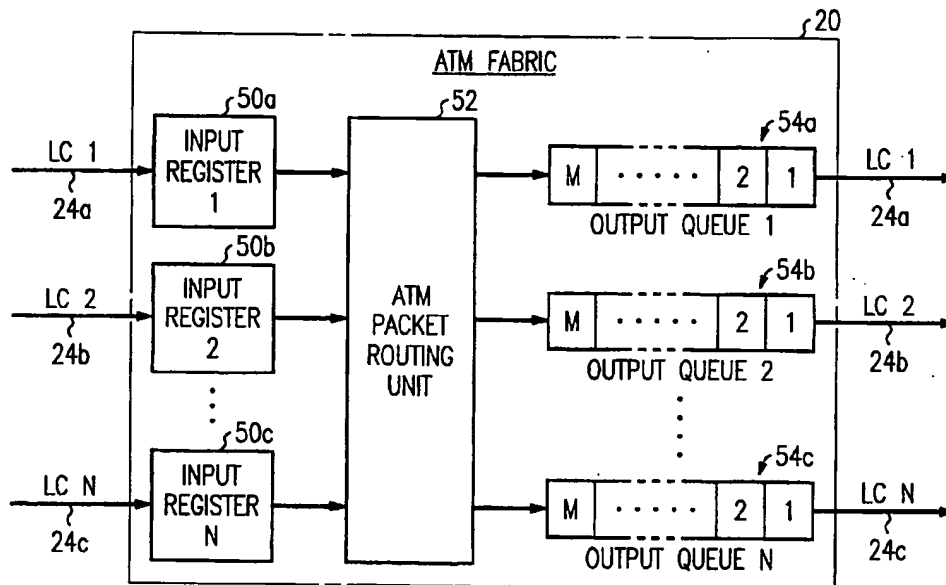 20
ATM FABRIC
50a
52
54a
LC 1
INPUT
REGISTER
1
M ..... 2 1
LC 1
24a
OUTPUT QUEUE 1
24a
50b
54b
LC 2
INPUT
REGISTER
2
ATM
PACKET
ROUTING
UNIT
M ..... 2 1
LC 2
24b
OUTPUT QUEUE 2
24b
50c
54c
LC N
INPUT
REGISTER
N
M ..... 2 1
LC N
24c
OUTPUT QUEUE N
24c